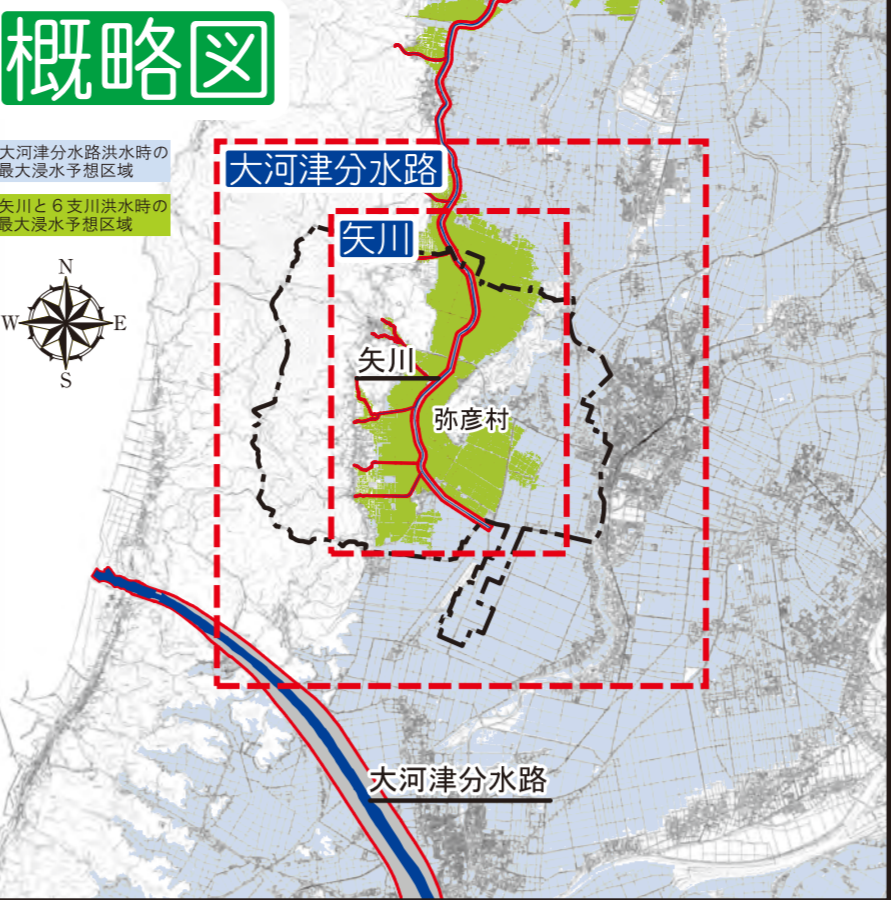 概略図
大河津分水路洪水時の
最大浸水予想区域
矢川と6支川洪水時の
最大浸水予想区域
N
W
E
S
大河津分水路
矢川
矢川
弥彦村
大河津分水路